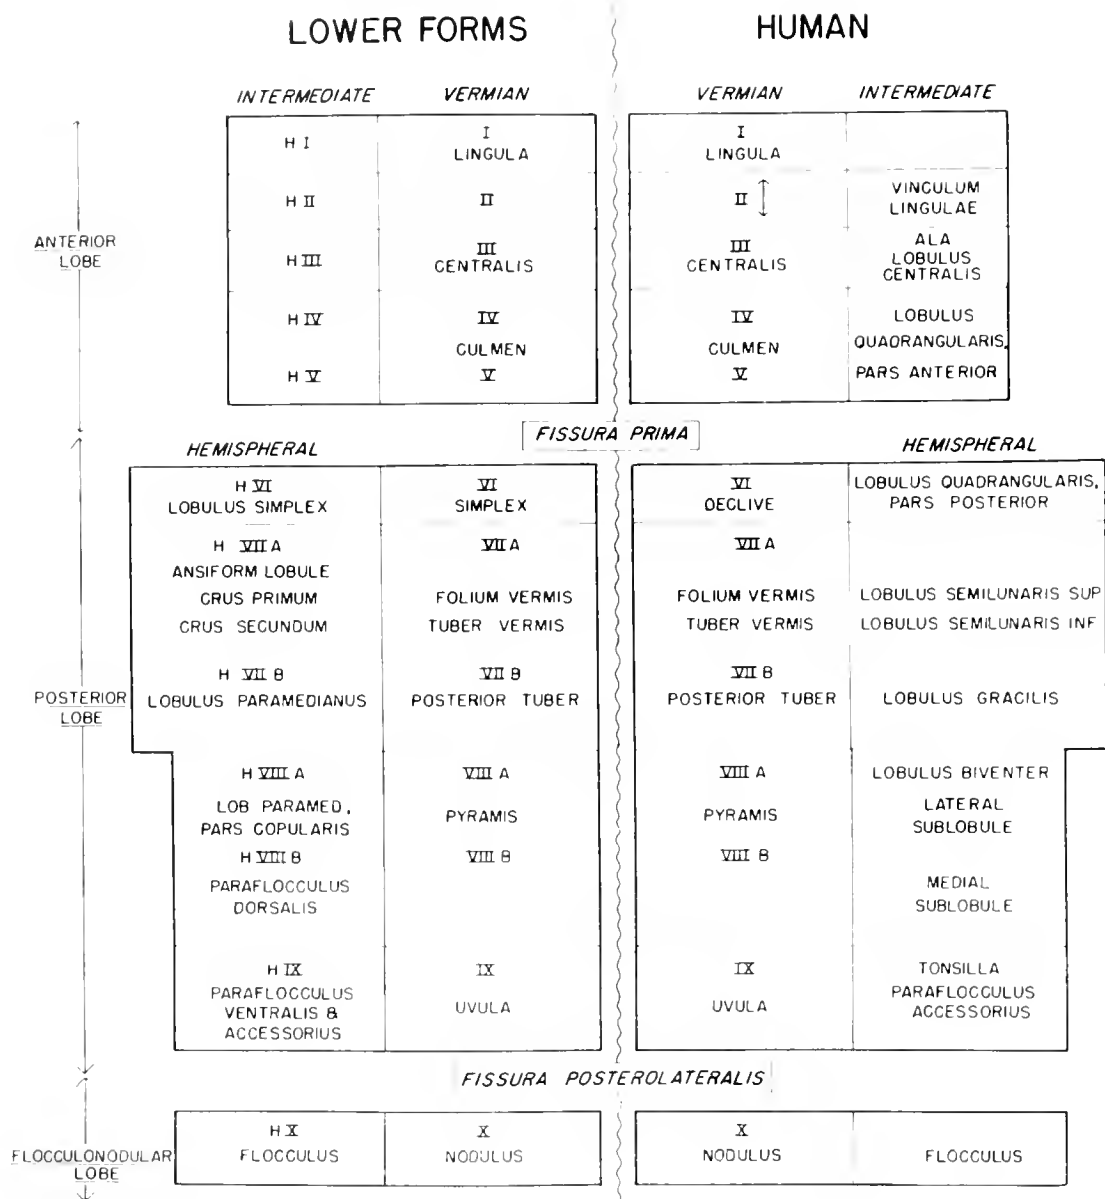 LOWER FORMS HUMAN
INTERMEDIATE VERMIAN VERMIAN INTERMEDIATE
H I I I
LINGULA LINGULA
H II II II VINCULUM
LINGULAE
ANTERIOR
LOBE
H III III III ALA
CENTRALIS CENTRALIS LOBULUS
CENTRALIS
H IV IV IV LOBULUS
CULMEN CULMEN QUADRANGULARIS,
H V V V PARS ANTERIOR
FISSURA PRIMA
HEMISPHERAL HEMISPHERAL
H VI VI VI LOBULUS QUADRANGULARIS,
LOBULUS SIMPLEX SIMPLEX DECLIVE PARS POSTERIOR
H VII A VII A VII A
ANSIFORM LOBULE
CRUS PRIMUM FOLIUM VERMIS FOLIUM VERMIS LOBULUS SEMILUNARIS SUP
CRUS SECUNDUM TUBER VERMIS TUBER VERMIS LOBULUS SEMILUNARIS INF
H VII B VII B VII B
POSTERIOR LOBULUS PARAMEDIANUS POSTERIOR TUBER POSTERIOR TUBER LOBULUS GRACILIS
LOBE
H VIII A VIII A VIII A LOBULUS BIVENTER
LOB PARAMED, PYRAMIS PYRAMIS LATERAL
PARS COPULARIS SUBLOBULE
H VIII B VIII B VIII B
PARAFLOCCULUS MEDIAL
DORSALIS SUBLOBULE
H IX IX IX TONSILLA
PARAFLOCCULUS UVULA UVULA PARAFLOCCULUS
VENTRALIS & ACCESSORIUS
ACCESSORIUS
FISSURA POSTEROLATERALIS
H X X X
FLOCCULONODULAR FLOCCULUS NODULUS NODULUS FLOCCULUS
LOBE